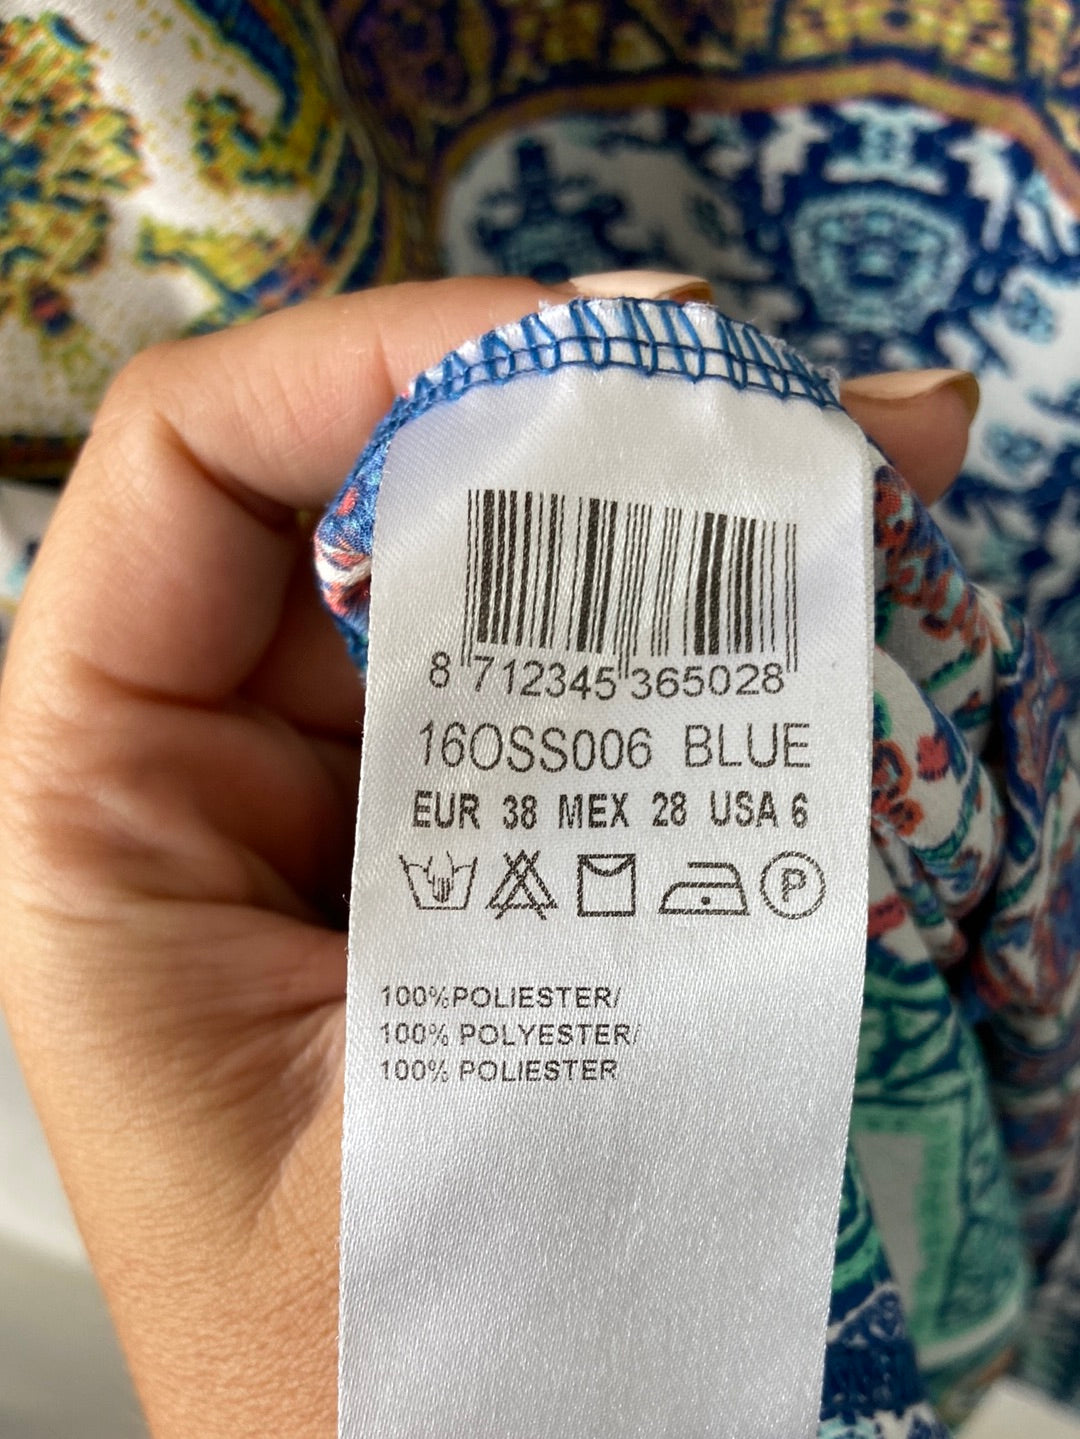 8 712345 365028
16OSS006 BLUE
EUR 38 MEX 28 USA 6
P
100%POLIESTER/
100% POLYESTER/
100% POLIESTER